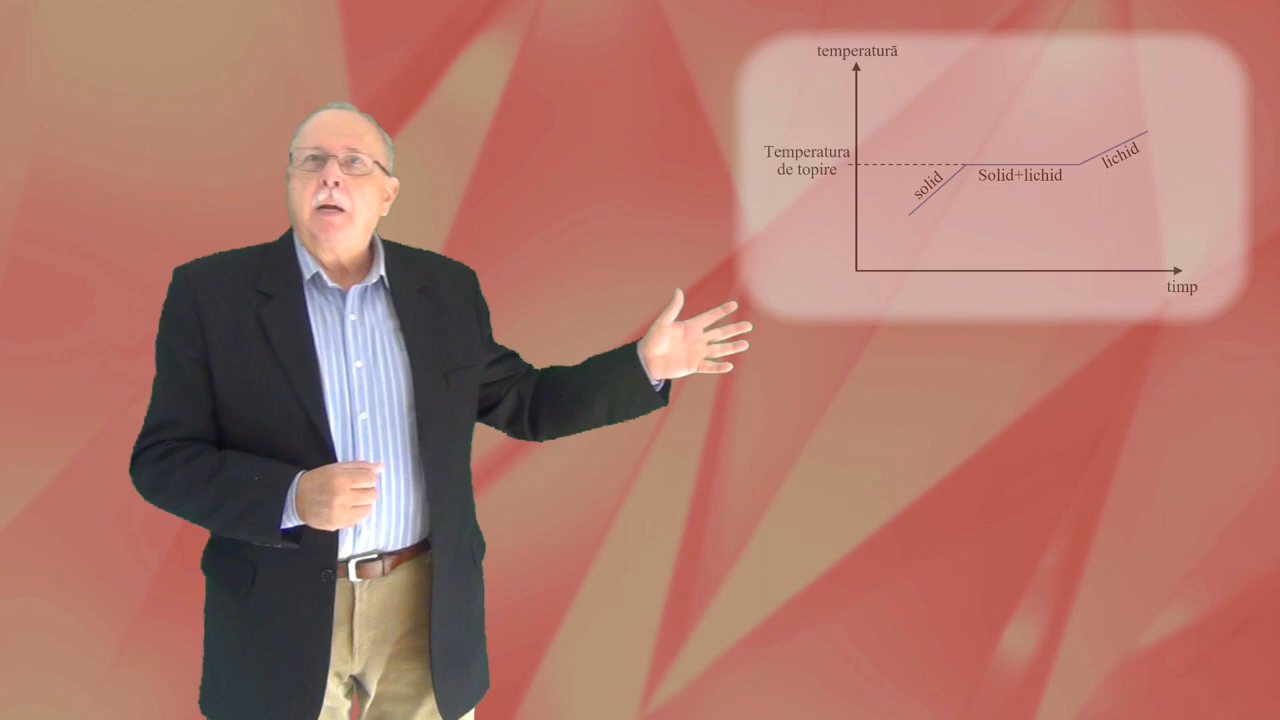 temperatură
Temperatura
de topire
solid
Solid+lichid
lichid
timp